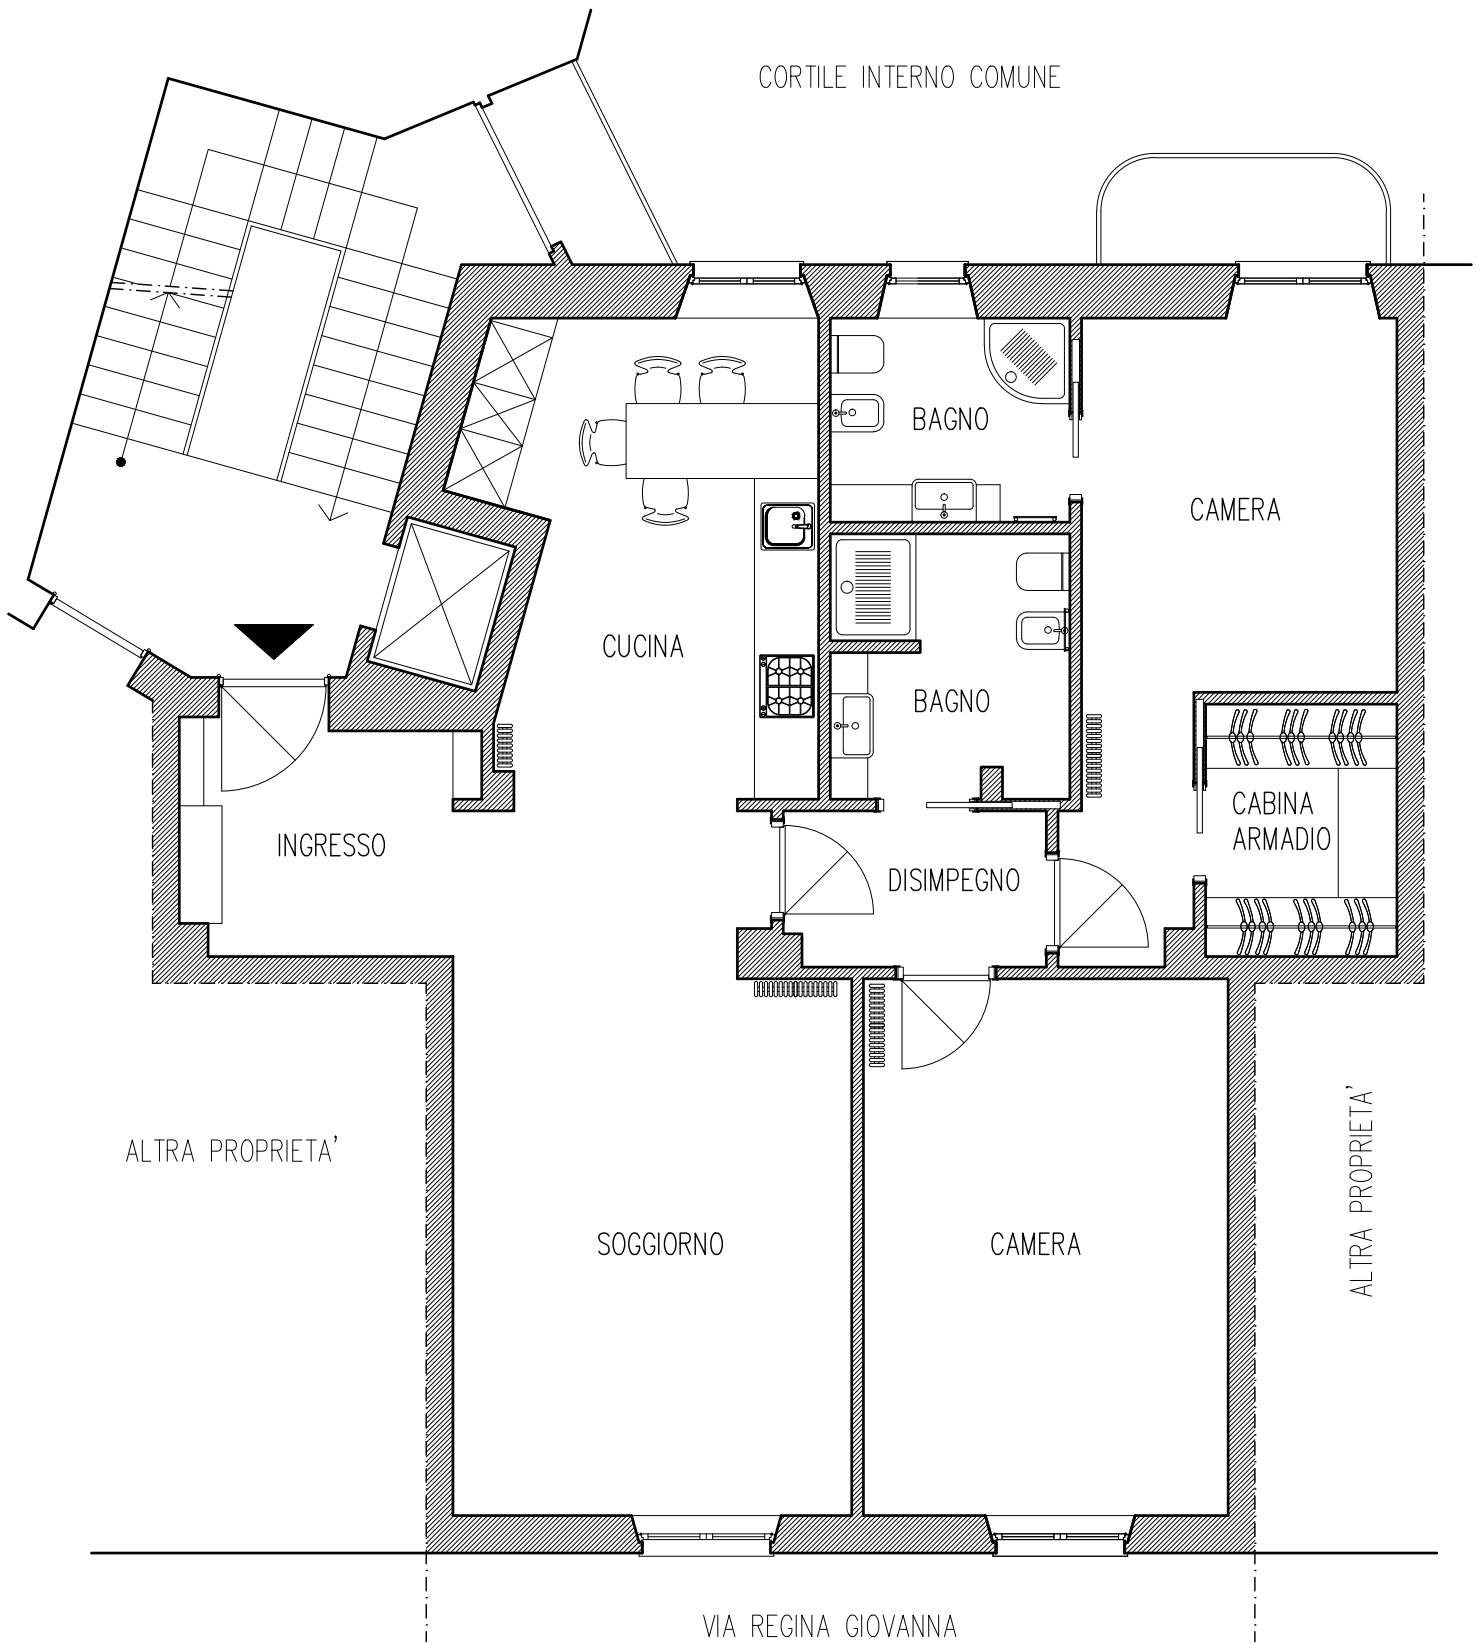 CORTILE INTERNO COMUNE
BAGNO
CAMERA
CUCINA
BAGNO
CABINA
ARMADIO
INGRESSO
DISIMPEGNO
ALTRA PROPRIETA'
ALTRA PROPRIETA'
SOGGIORNO
CAMERA
VIA REGINA GIOVANNA